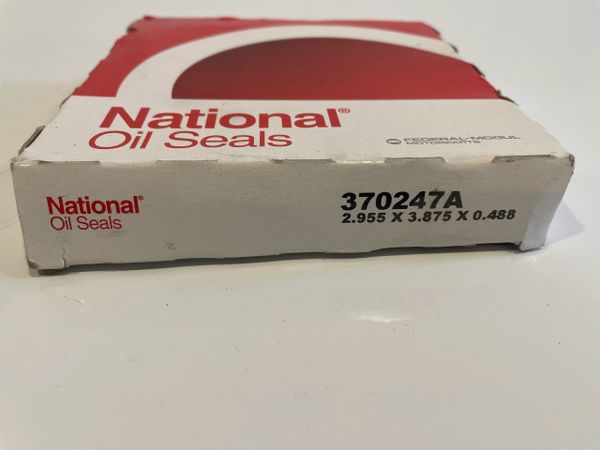 National®
Oil Seals
FEDERAL-MOGUL
MOTORPARTS
National®
Oil Seals
370247A
2.955 X 3.875 X 0.488